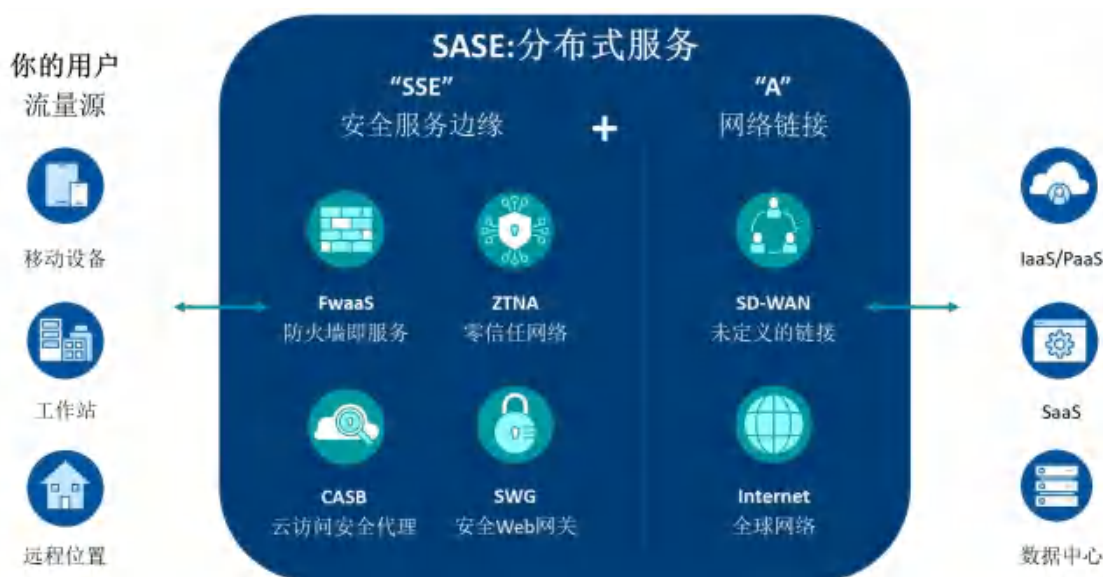 SASE:分布式服务
你的用户
流量源
移动设备
工作站
远程位置
"SSE"
安全服务边缘
+
"A"
网络链接
FwaaS
防火墙即服务
ZTNA
零信任网络
SD-WAN
未定义的链接
CASB
云访问安全代理
SWG
安全Web网关
Internet
全球网络
IaaS/PaaS
SaaS
数据中心